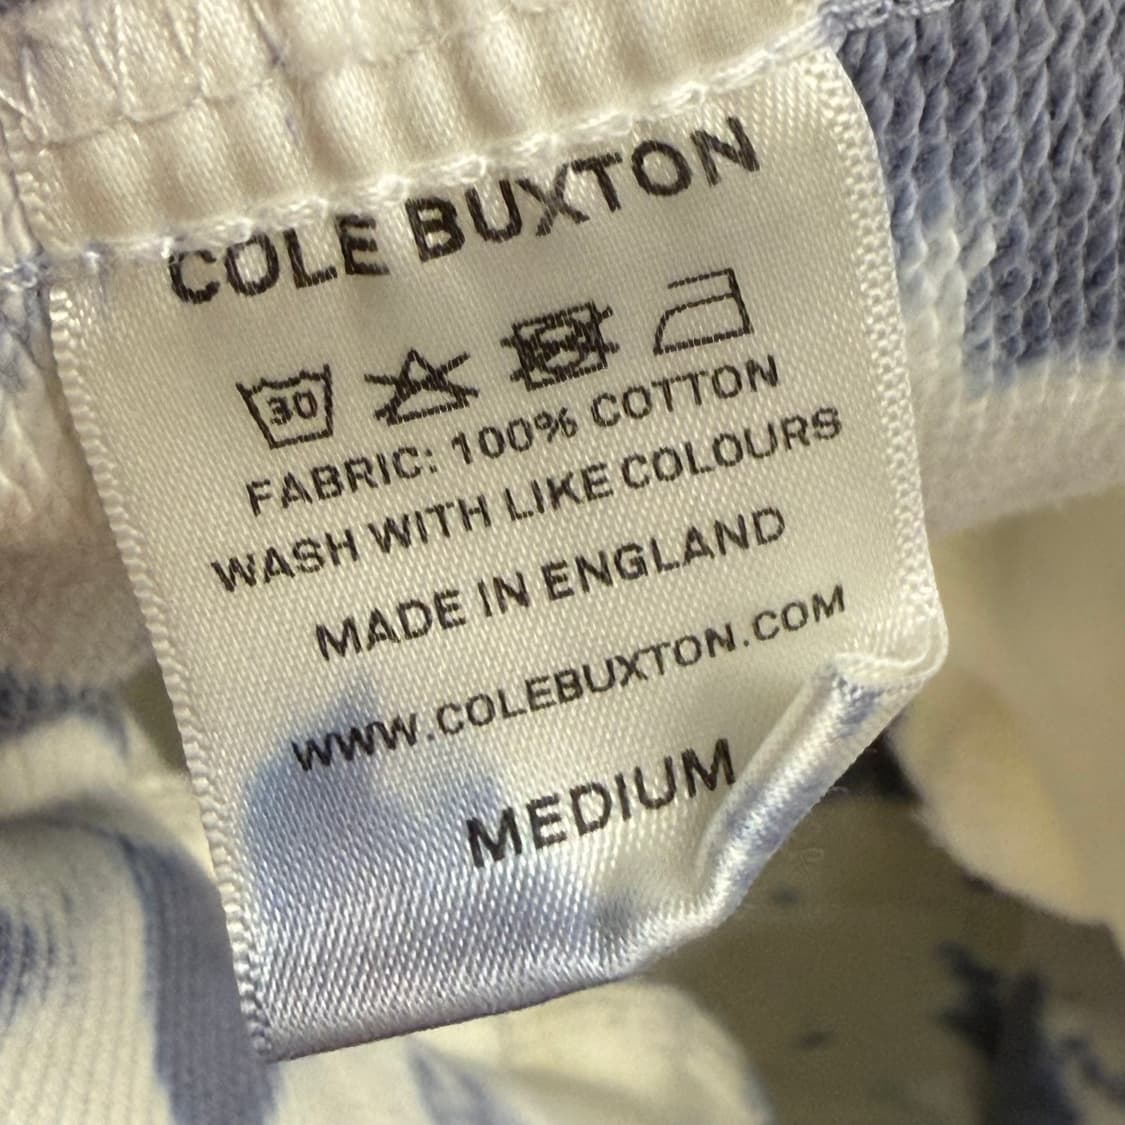 COLE BUXTON
30
FABRIC: 100% COTTON
WASH WITH LIKE COLOURS
MADE IN ENGLAND
WWW.COLEBUXTON.COM
MEDIUM